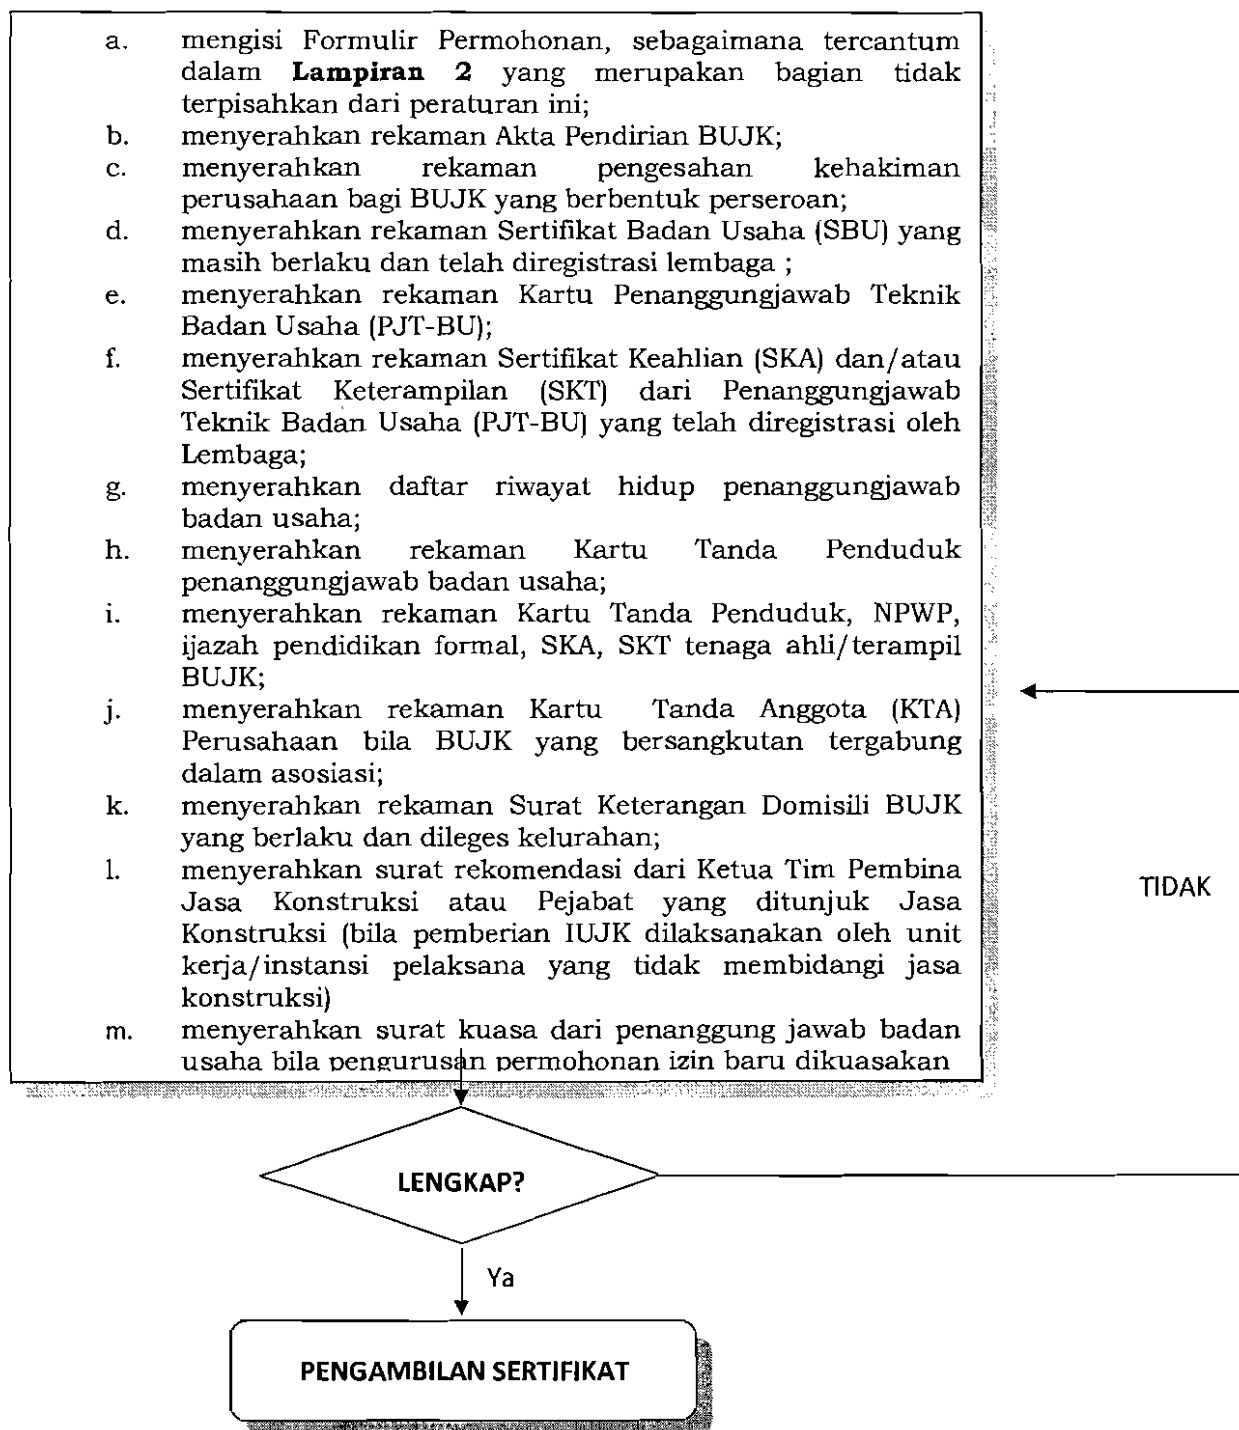 a. mengisi Formulir Permohonan, sebagaimana tercantum
dalam Lampiran 2 yang merupakan bagian tidak
terpisahkan dari peraturan ini;
b. menyerahkan rekaman Akta Pendirian BUJK;
c. menyerahkan rekaman pengesahan kehakiman
perusahaan bagi BUJK yang berbentuk perseroan;
d. menyerahkan rekaman Sertifikat Badan Usaha (SBU) yang
masih berlaku dan telah diregistrasi lembaga ;
e. menyerahkan rekaman Kartu Penanggungjawab Teknik
Badan Usaha (PJT-BU);
f. menyerahkan rekaman Sertifikat Keahlian (SKA) dan/atau
Sertifikat Keterampilan (SKT) dari Penanggungjawab
Teknik Badan Usaha (PJT-BU) yang telah diregistrasi oleh
Lembaga;
g. menyerahkan daftar riwayat hidup penanggungjawab
badan usaha;
h. menyerahkan rekaman Kartu Tanda Penduduk
penanggungjawab badan usaha;
i. menyerahkan rekaman Kartu Tanda Penduduk, NPWP,
ijazah pendidikan formal, SKA, SKT tenaga ahli/terampil
BUJK;
j. menyerahkan rekaman Kartu Tanda Anggota (KTA)
Perusahaan bila BUJK yang bersangkutan tergabung
dalam asosiasi;
k. menyerahkan rekaman Surat Keterangan Domisili BUJK
yang berlaku dan dileges kelurahan;
l. menyerahkan surat rekomendasi dari Ketua Tim Pembina
Jasa Konstruksi atau Pejabat yang ditunjuk Jasa
Konstruksi (bila pemberian IUJK dilaksanakan oleh unit
kerja/instansi pelaksana yang tidak membidangi jasa
konstruksi)
m. menyerahkan surat kuasa dari penanggung jawab badan
usaha bila pengurusan permohonan izin baru dikuasakan
TIDAK
LENGKAP?
Ya
PENGAMBILAN SERTIFIKAT